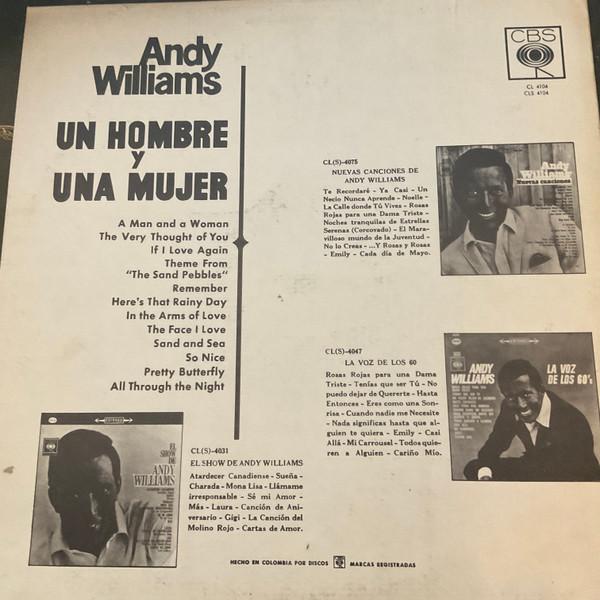 Andy
Williams
UN HOMBRE
y
UNA MUJER
A Man and a Woman
The Very Thought of You
If I Love Again
Theme From
"The Sand Pebbles"
Remember
Here's That Rainy Day
In the Arms of Love
The Face I Love
Sand and Sea
So Nice
Pretty Butterfly
All Through the Night
CBS
CL 4104
CLS 4104
CL(S)-4075
NUEVAS CANCIONES DE
ANDY WILLIAMS
Te Recordaré - Ya Casi - Un
Necio Nunca Aprende - Noelle -
La Calle donde Tú Vives - Rosas
Rojas para una Dama Triste -
Noches tranquilas de Estrellas
Serenas (Corcovado) - El Mara-
villoso mundo de la Juventud -
No lo Creas - ...Y Rosas y Rosas
- Emily - Cada día de Mayo.
Andy
Williams
Nuevas canciones
CL(S)-4047
LA VOZ DE LOS 60
Rosas Rojas para una Dama
Triste - Tenías que ser Tú - No
puedo dejar de Quererte - Hasta
Entonces - Eres como una Son-
risa - Cuando nadie me Necesite
- Nada significas hasta que al-
guien te quiera - Emily - Casi
Allá - Mi Carrousel - Todos quie-
ren a Alguien - Cariño Mío.
ANDY
WILLIAMS
LA VOZ
DE LOS 60's
EL
SHOW
DE
ANDY
WILLIAMS
CL(S)-4031
EL SHOW DE ANDY WILLIAMS
Atardecer Canadiense - Sueña -
Charada - Mona Lisa - Llámame
irresponsable - Sé mi Amor -
Más - Laura - Canción de Ani-
versario - Gigi - La Canción del
Molino Rojo - Cartas de Amor.
HECHO EN COLOMBIA POR DISCOS MARCAS REGISTRADAS